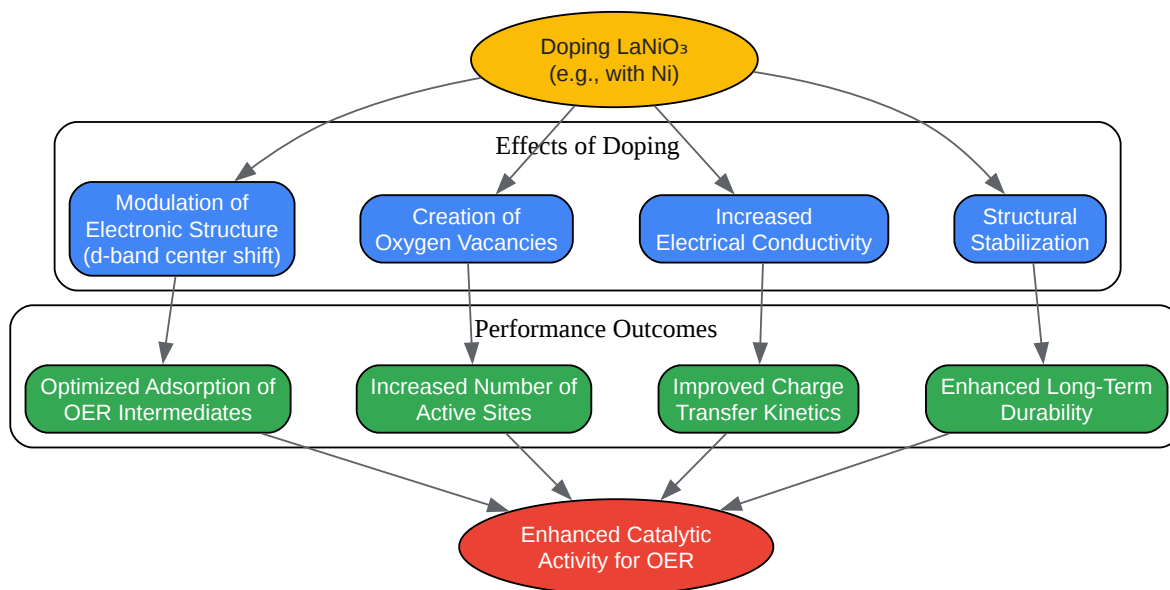 Doping LaNiO₃
(e.g., with Ni)
Effects of Doping
Modulation of
Electronic Structure
(d-band center shift)
Creation of
Oxygen Vacancies
Increased
Electrical Conductivity
Structural
Stabilization
Performance Outcomes
Optimized Adsorption of
OER Intermediates
Increased Number of
Active Sites
Improved Charge
Transfer Kinetics
Enhanced Long-Term
Durability
Enhanced Catalytic
Activity for OER